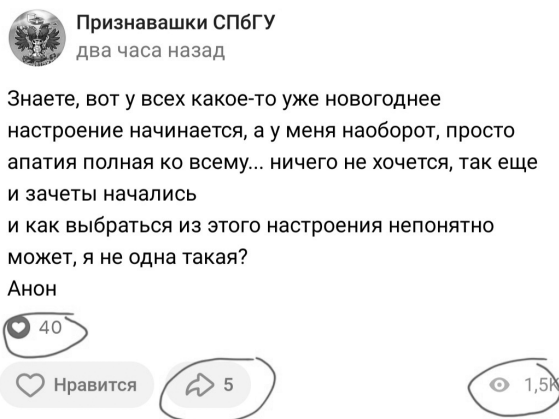 Признавашки СПбГУ
два часа назад
Знаете, вот у всех какое-то уже новогоднее
настроение начинается, а у меня наоборот, просто
апатия полная ко всему... ничего не хочется, так еще
и зачеты начались
и как выбраться из этого настроения непонятно
может, я не одна такая?
Анон
40
Нравится 5 1,5K